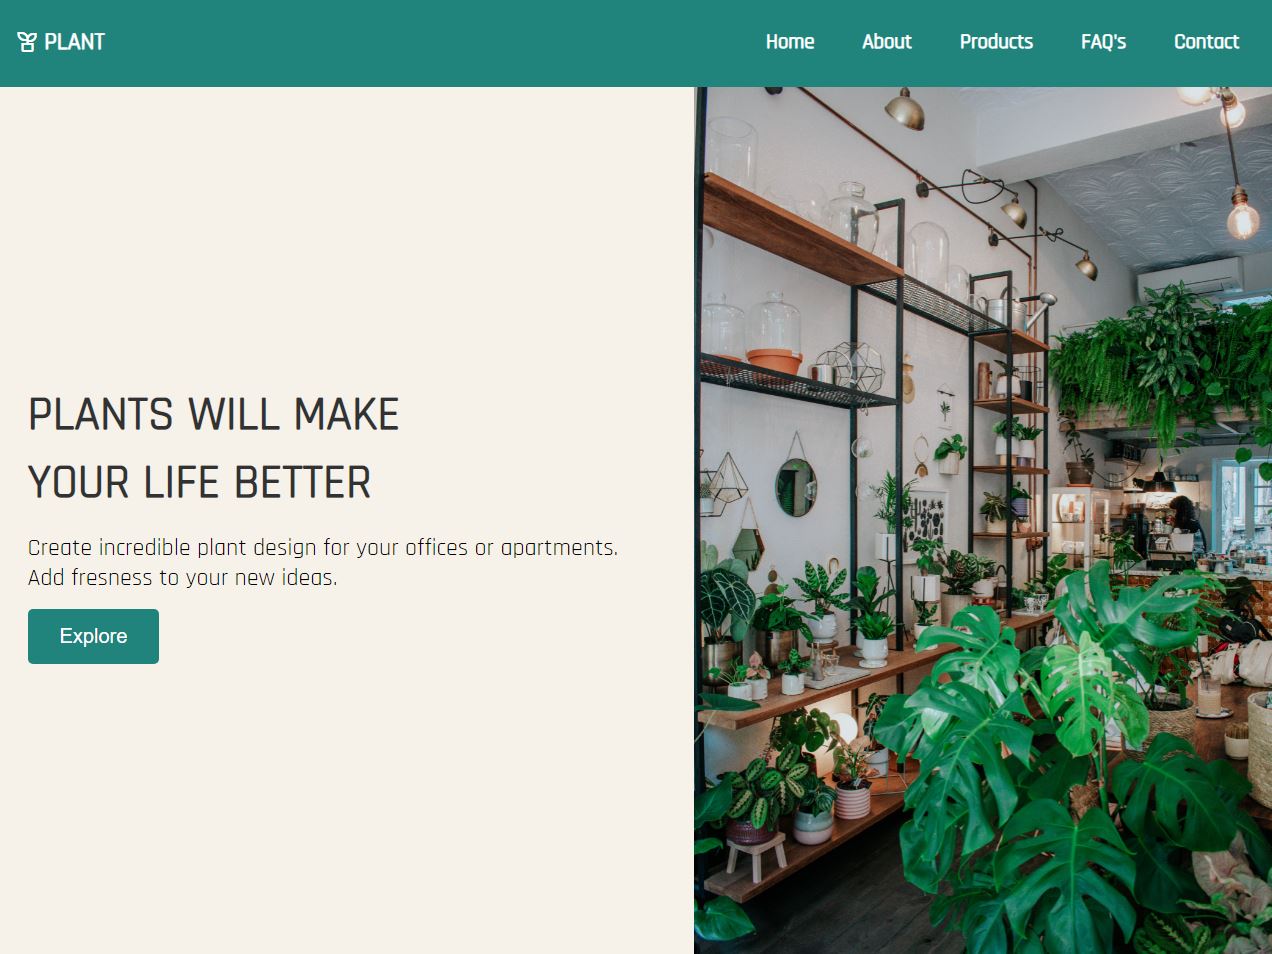 PLANT
Home About Products FAQ's Contact
PLANTS WILL MAKE
YOUR LIFE BETTER
Create incredible plant design for your offices or apartments.
Add fresness to your new ideas.
Explore